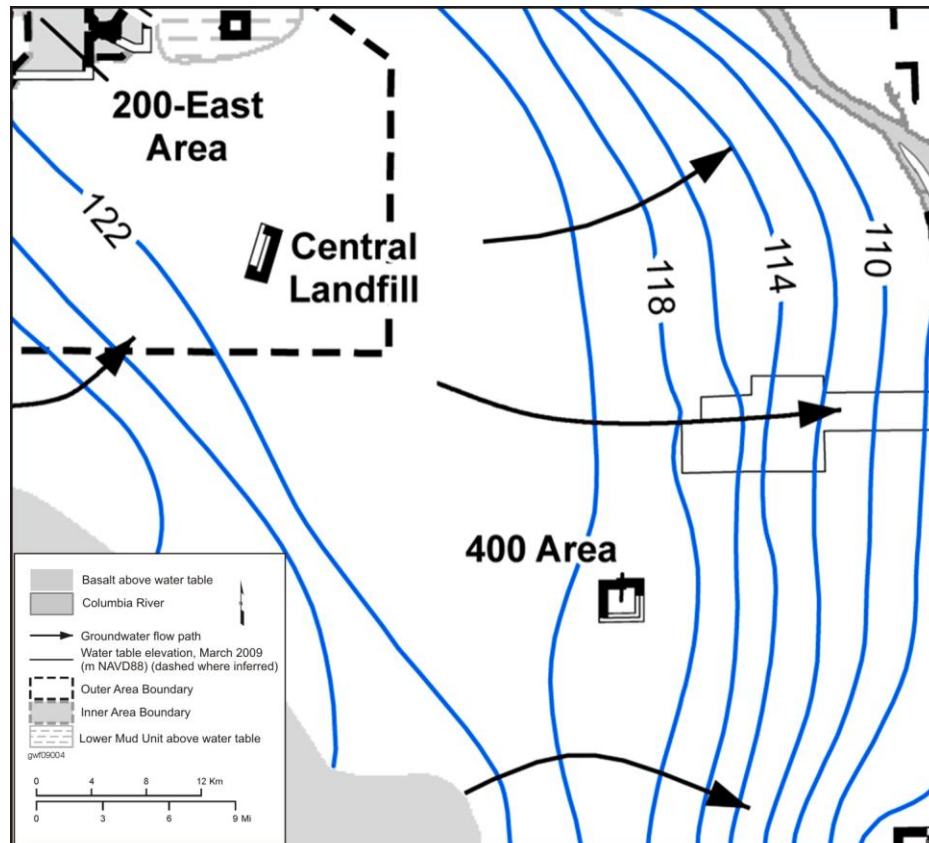 200-East
Area
122
Central
Landfill
118
114
110
400 Area
Basalt above water table
Columbia River
Groundwater flow path
Water table elevation, March 2009
(m NAVD88) (dashed where inferred)
Outer Area Boundary
Inner Area Boundary
Lower Mud Unit above water table
gwf09004
0 4 8 12 Km
0 3 6 9 Mi